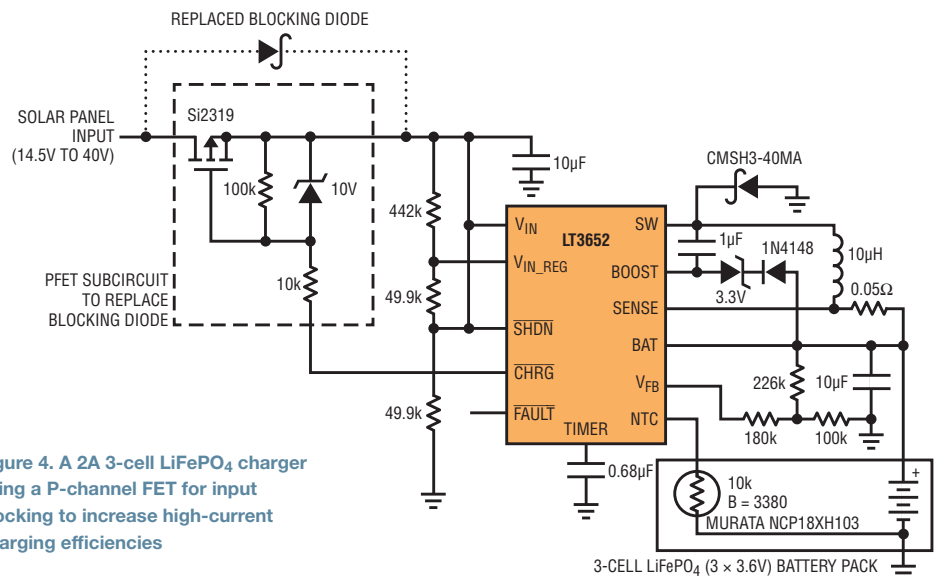 REPLACED BLOCKING DIODE
SOLAR PANEL
INPUT
(14.5V TO 40V)
Si2319
100k
10V
10k
PFET SUBCIRCUIT
TO REPLACE
BLOCKING DIODE
442k
49.9k
49.9k
10µF
LT3652
VIN
VIN_REG
SHDN
CHRG
FAULT
TIMER
SW
BOOST
SENSE
BAT
VFB
NTC
0.68µF
CMSH3-40MA
1µF
1N4148
3.3V
10µH
0.05Ω
226k
10µF
180k
100k
10k
B = 3380
MURATA NCP18XH103
+
3-CELL LiFePO4 (3 × 3.6V) BATTERY PACK
gure 4. A 2A 3-cell LiFePO4 charger
ing a P-channel FET for input
ocking to increase high-current
arging efficiencies